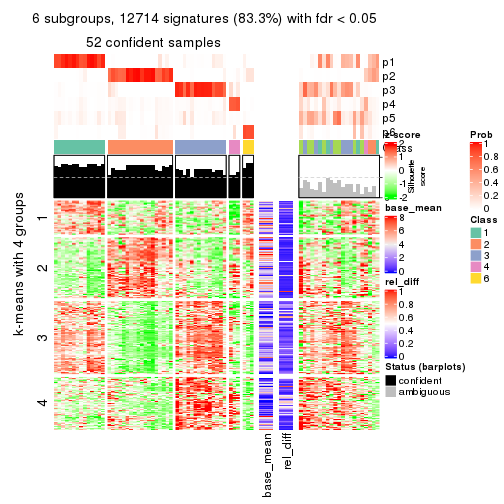 6 subgroups, 12714 signatures (83.3%) with fdr < 0.05
52 confident samples
p1
p2
p3
p4
p5
p6
Class
z-score
2
1
0
-1
-2
Silhouette
score
Prob
1
0.8
0.6
0.4
0.2
0
k-means with 4 groups
1
2
3
4
base_mean
8
6
4
2
0
Class
1
2
3
4
6
rel_diff
1
0.8
0.6
0.4
0.2
0
Status (barplots)
confident
ambiguous
base_mean
rel_diff